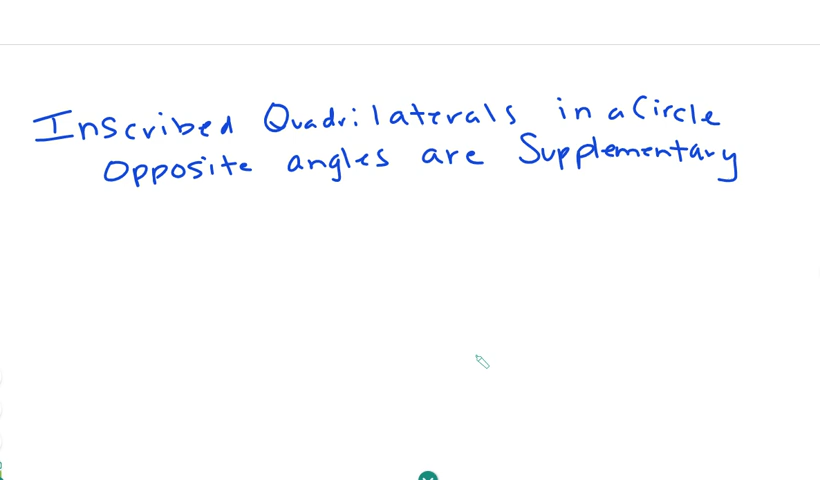 Inscribed Quadrilaterals in a Circle
Opposite angles are Supplementary